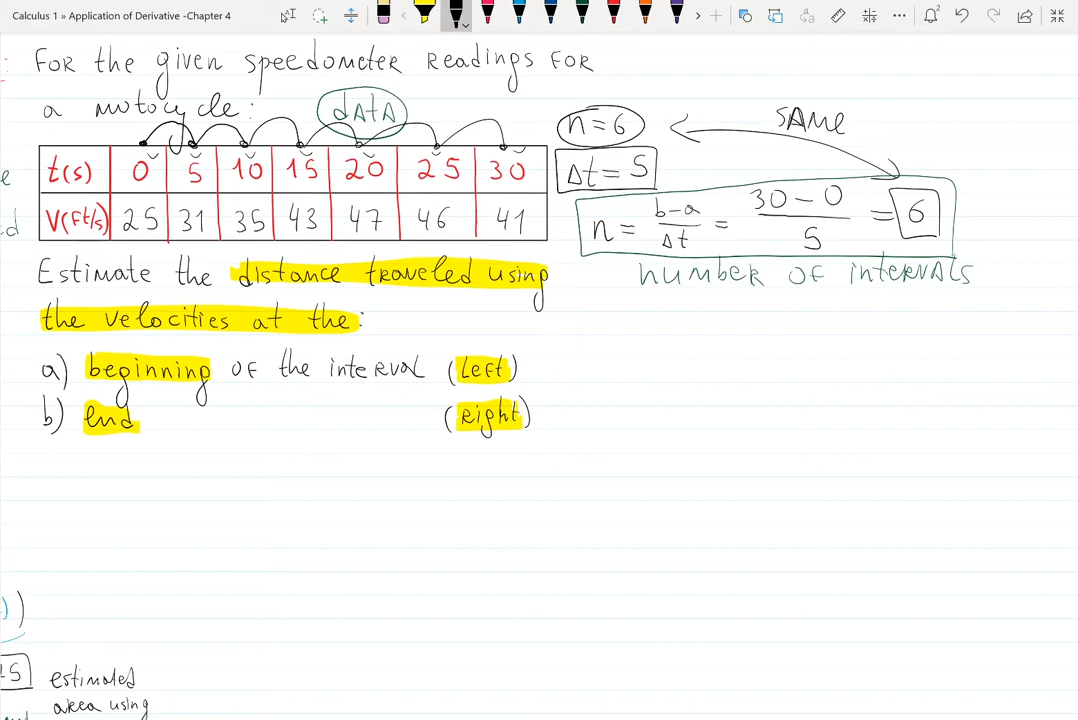 Calculus 1 » Application of Derivative -Chapter 4
: For the given speedometer readings for
a motocycle: data
t(s) 0 5 10 15 20 25 30
V(Ft/s) 25 31 35 43 47 46 41
n=6
SAME
Δt = 5
n = b-a / Δt = 30 - 0 / 5 = 6
number of intervals
Estimate the distance traveled using
the velocities at the:
a) beginning of the interval (Left)
b) end (Right)
estimated
area using